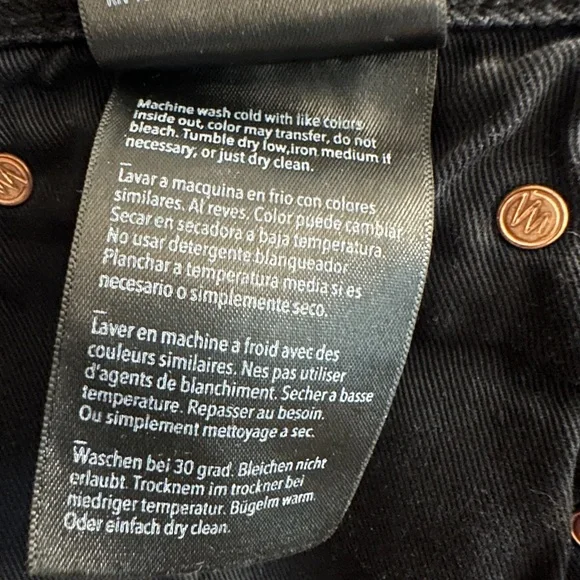 Machine wash cold with like colors
inside out, color may transfer, do not
bleach. Tumble dry low, iron medium if
necessary, or just dry clean.
Lavar a macquina en frio con colores
similares. Al reves. Color puede cambiar
Secar en secadora a baja temperatura.
No usar detergente blanqueador
Planchar a temperatura media si es
necesario o simplemente seco.
Laver en machine a froid avec des
couleurs similaires. Nes pas utiliser
d'agents de blanchiment. Secher a basse
temperature. Repasser au besoin.
Ou simplement mettoyage a sec.
Waschen bei 30 grad. Bleichen nicht
erlaubt. Trocknem im trockner bei
medriger temperatur. Bügelm warm.
Oder einfach dry clean.